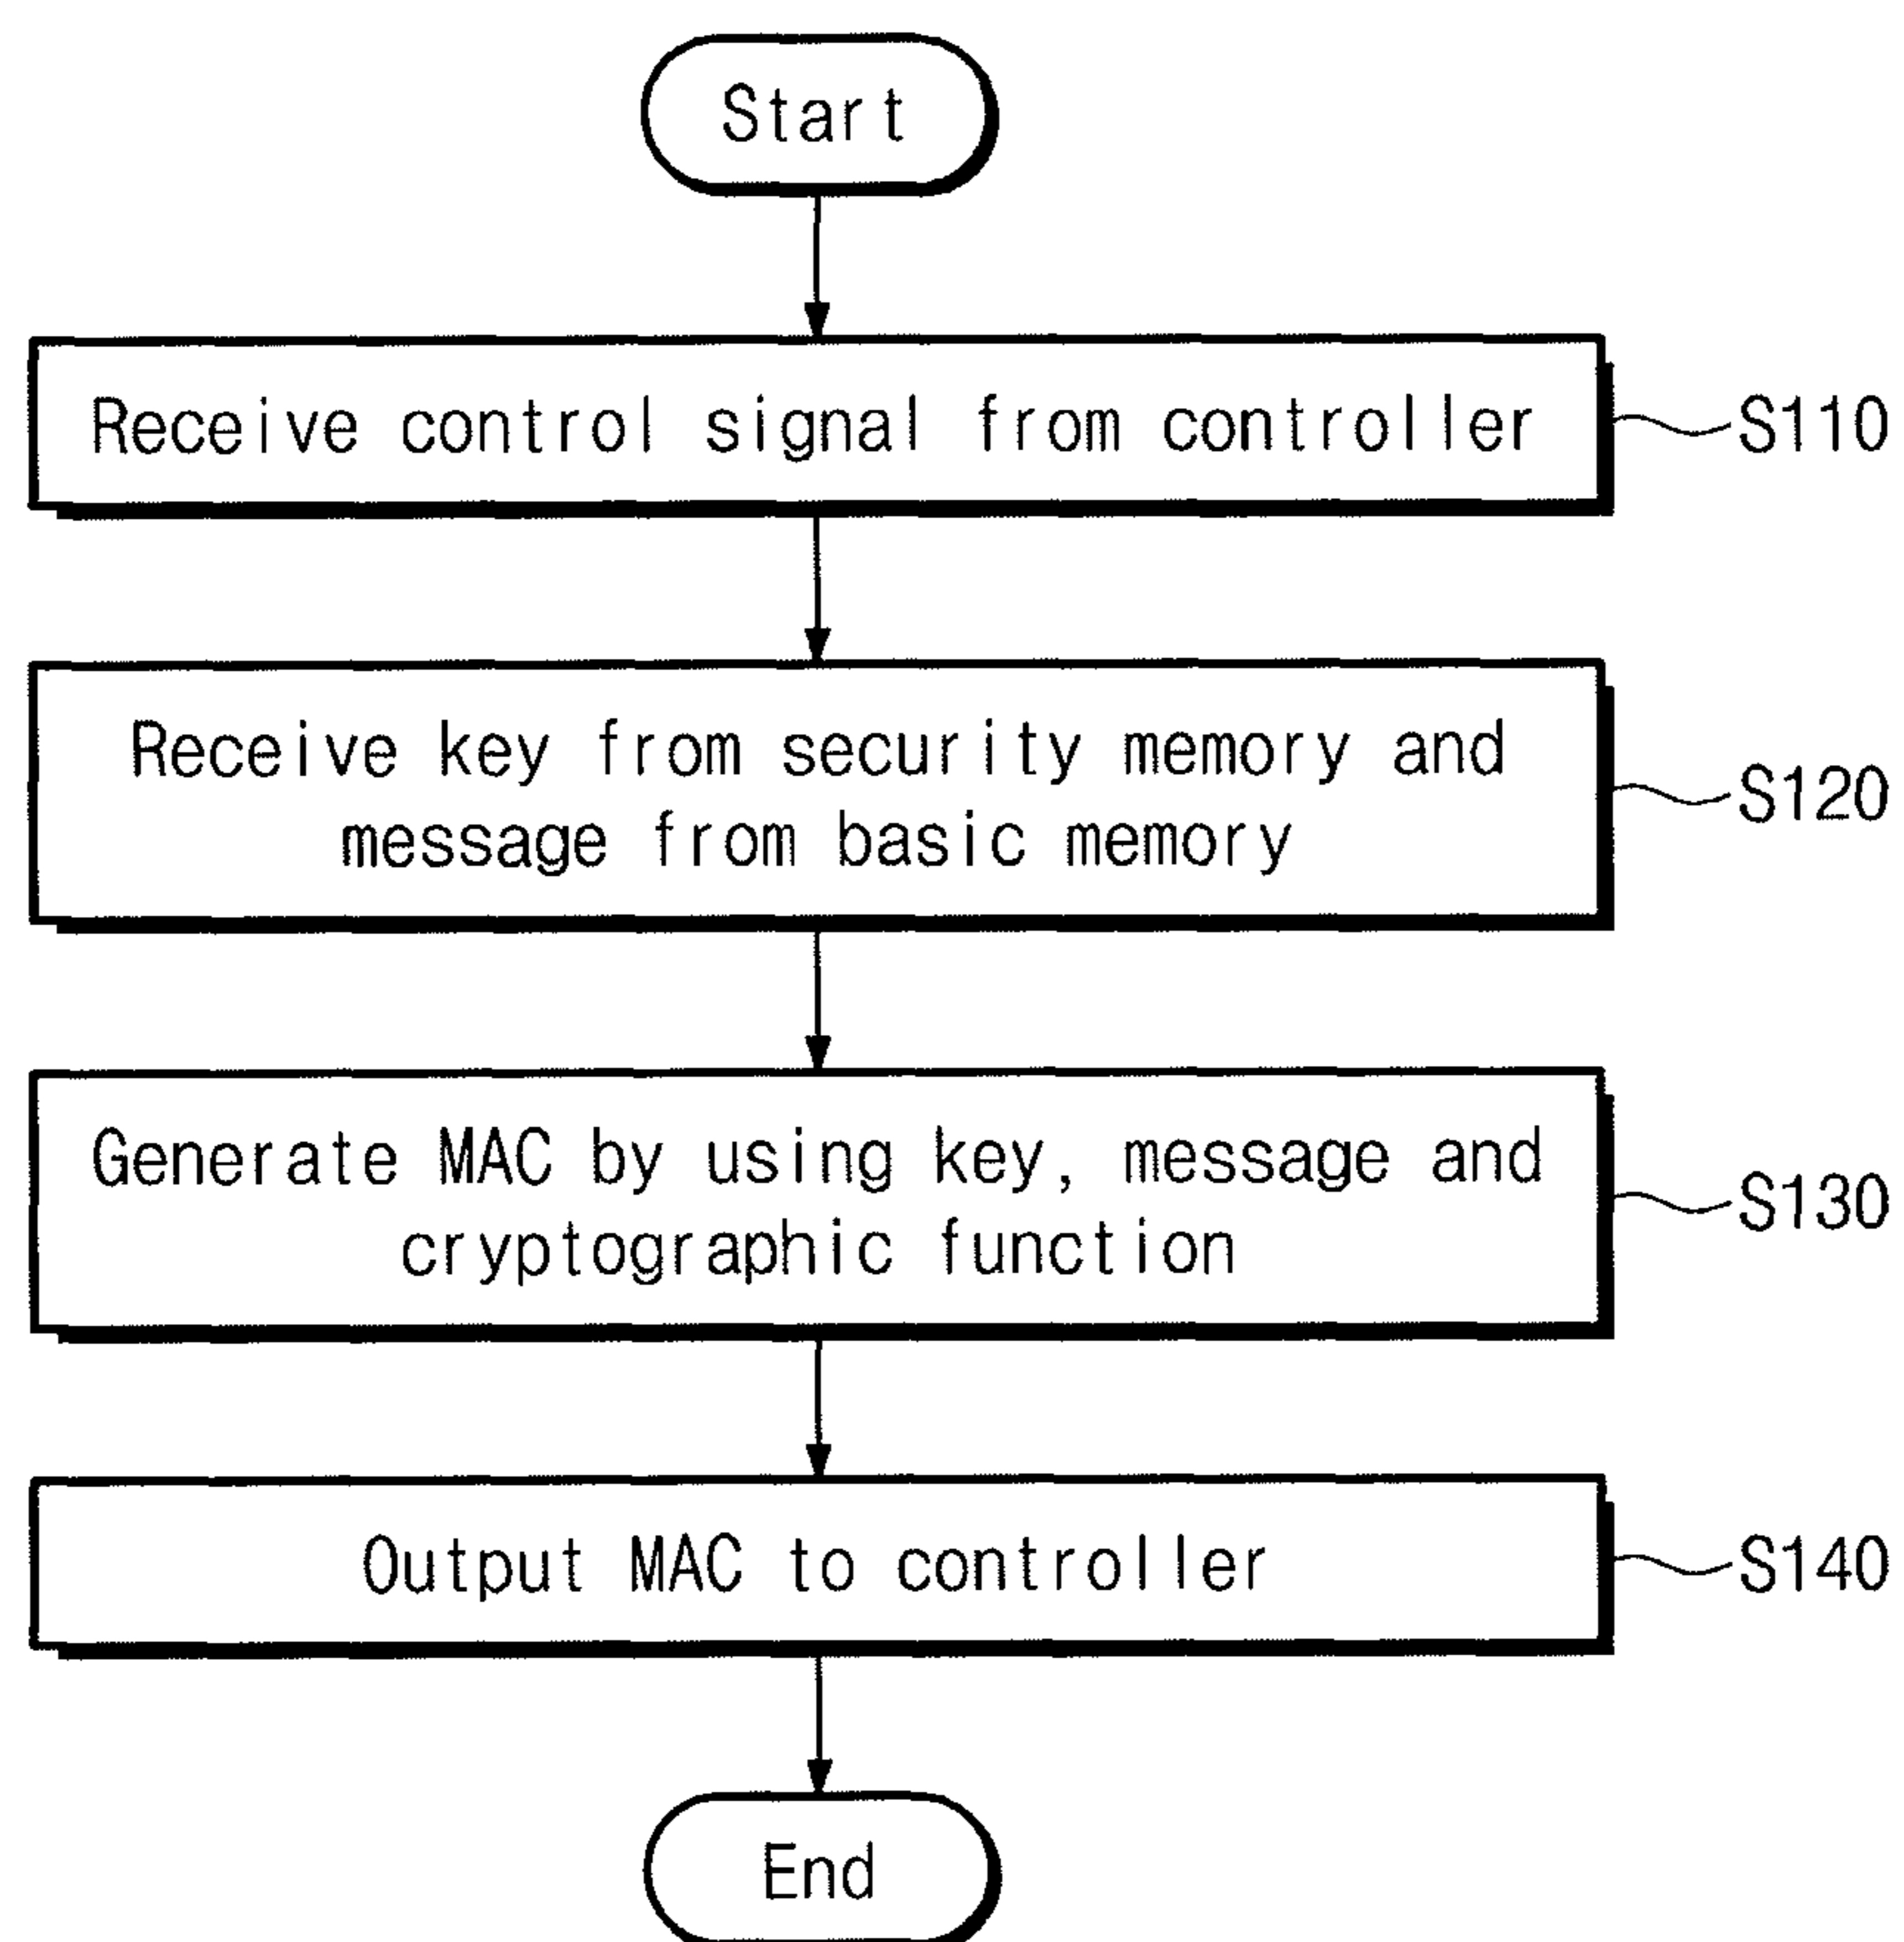 Start
Receive control signal from controller
S110
Receive key from security memory and
message from basic memory
S120
Generate MAC by using key, message and
cryptographic function
S130
Output MAC to controller
S140
End